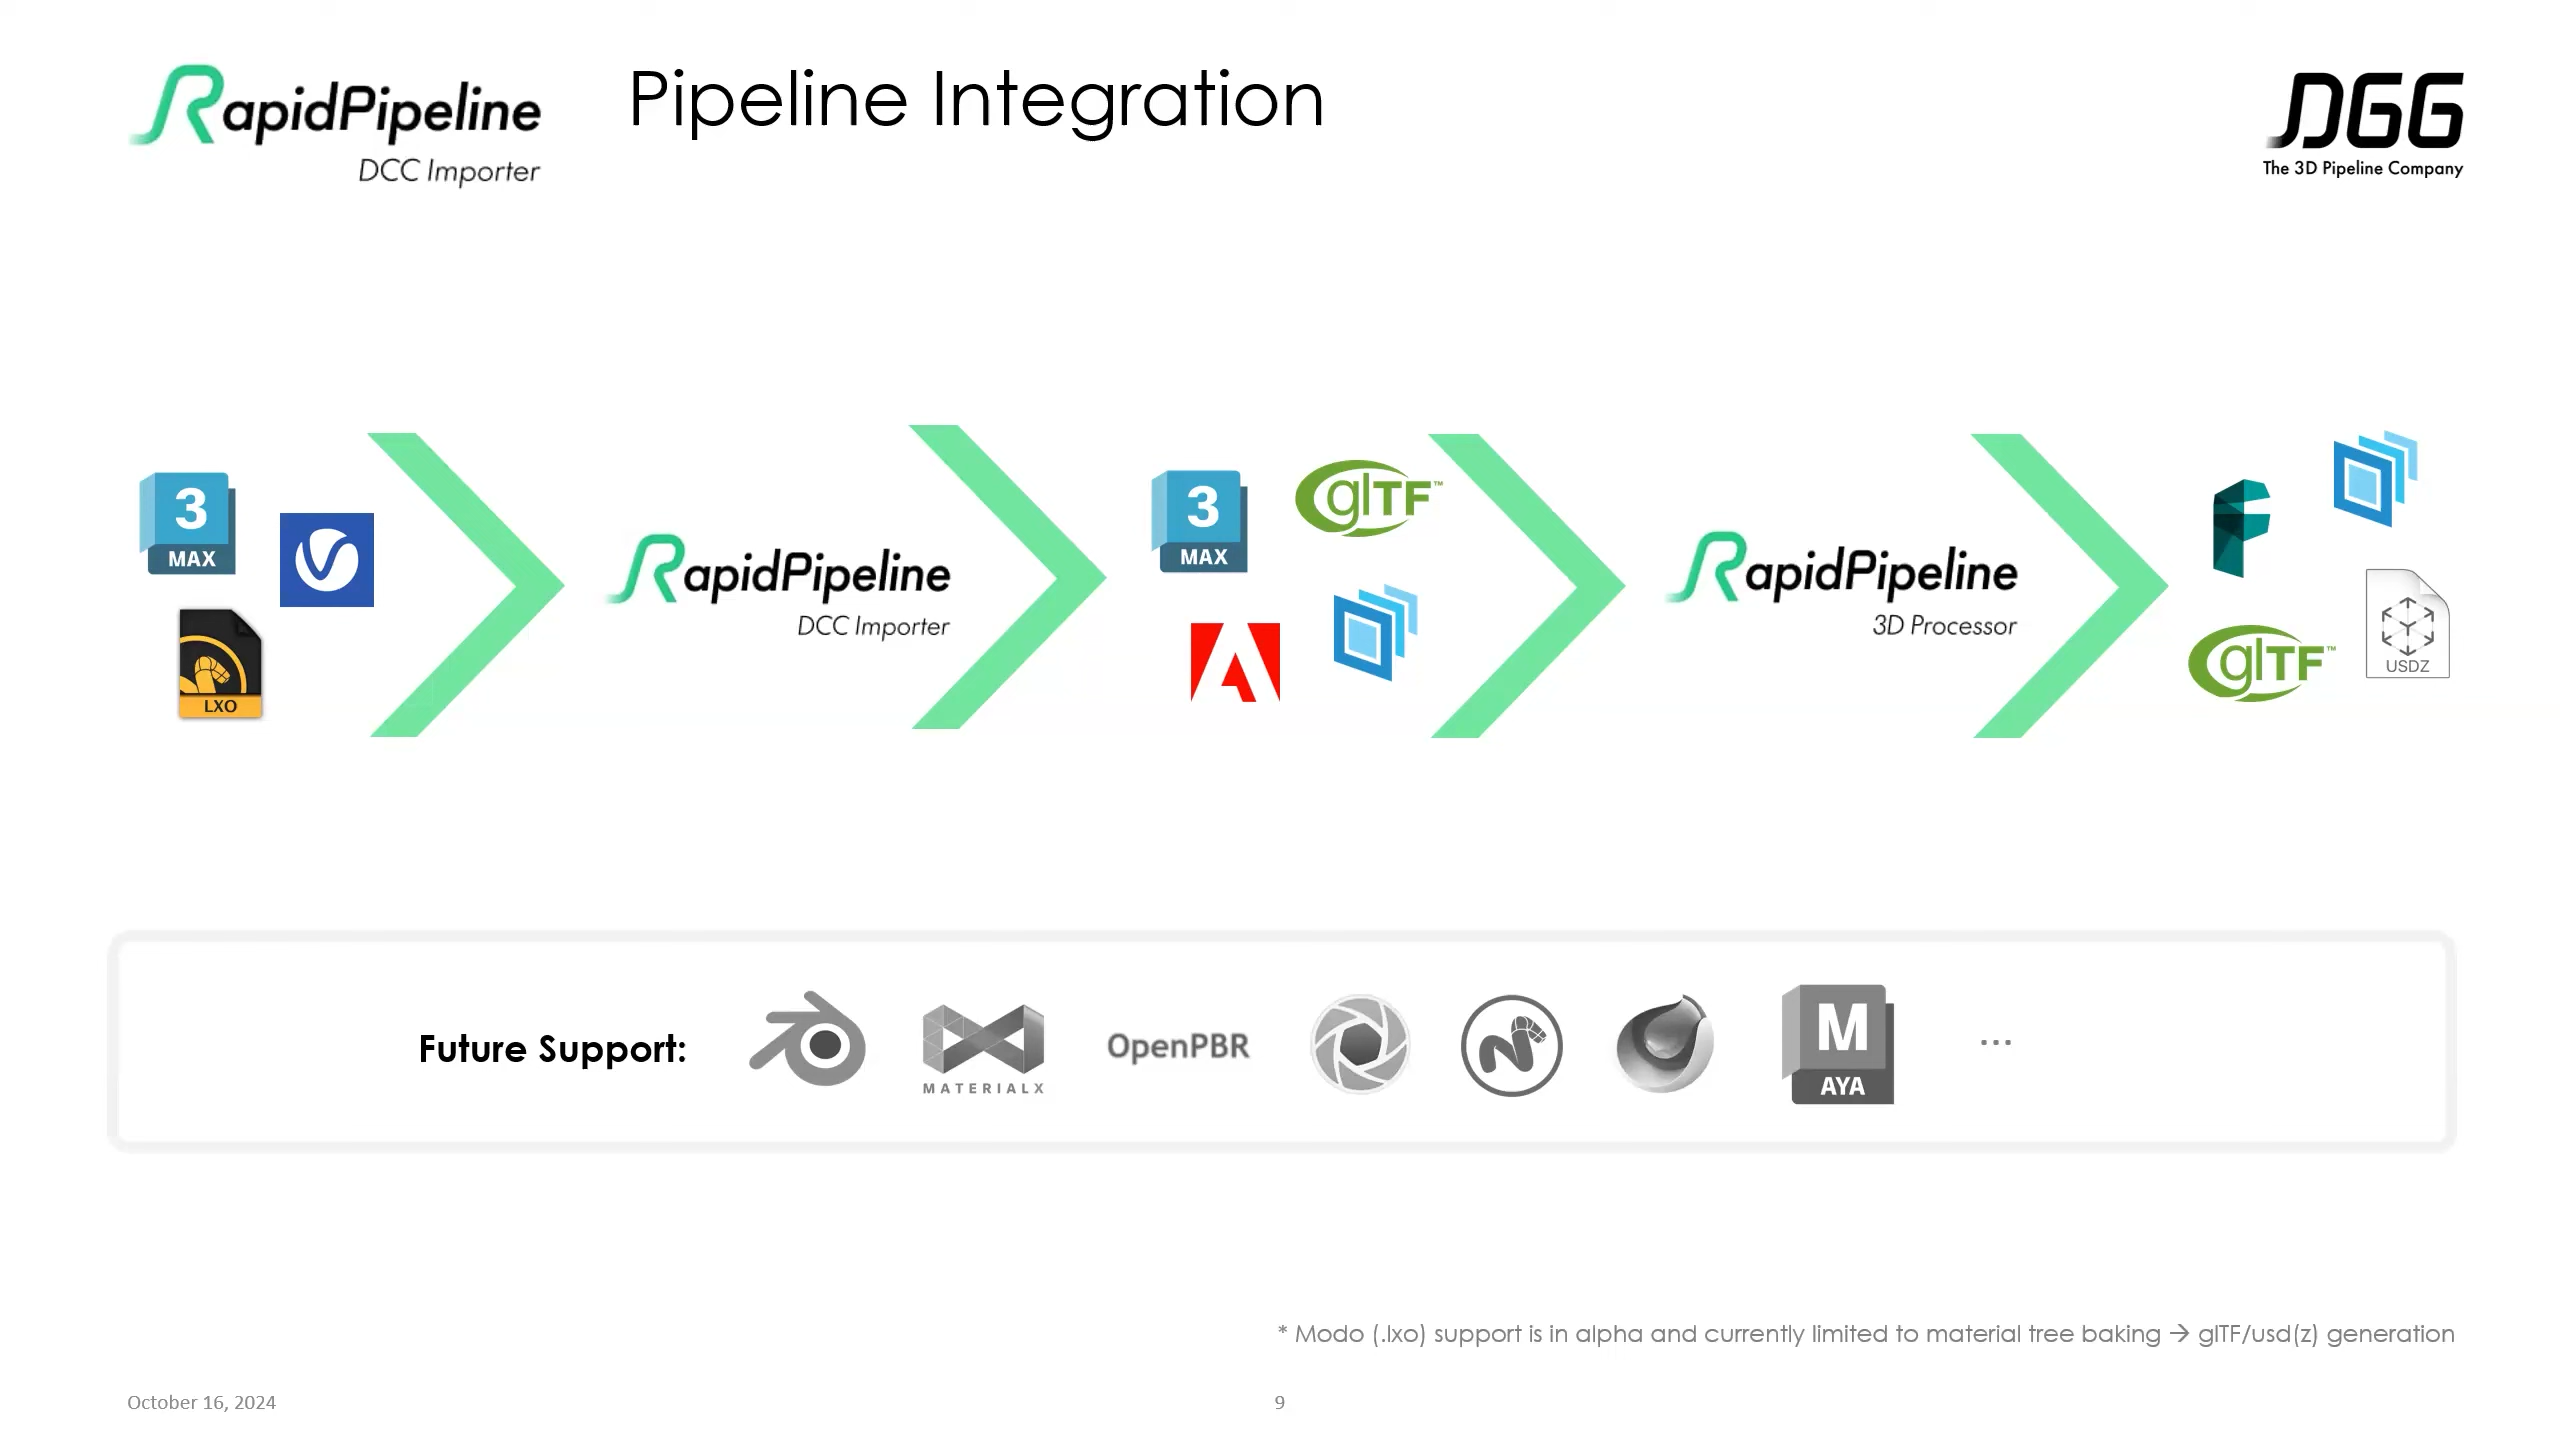 RapidPipeline
DCC Importer
Pipeline Integration
DGG
The 3D Pipeline Company
3
MAX
LXO
RapidPipeline
DCC Importer
3
MAX
glTF™
RapidPipeline
3D Processor
glTF™
USDZ
Future Support:
MATERIALX
OpenPBR
M
AYA
...
* Modo (.lxo) support is in alpha and currently limited to material tree baking → glTF/usd(z) generation
October 16, 2024
9